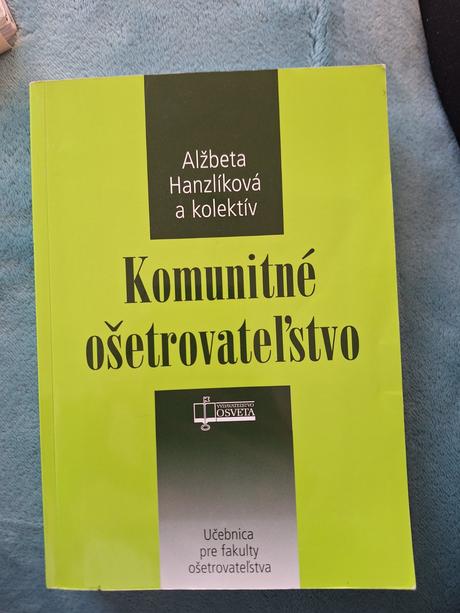 Alžbeta
Hanzlíková
a kolektív
Komunitné
ošetrovateľstvo
VYDAVATEĽSTVO
OSVETA
Učebnica
pre fakulty
ošetrovateľstva